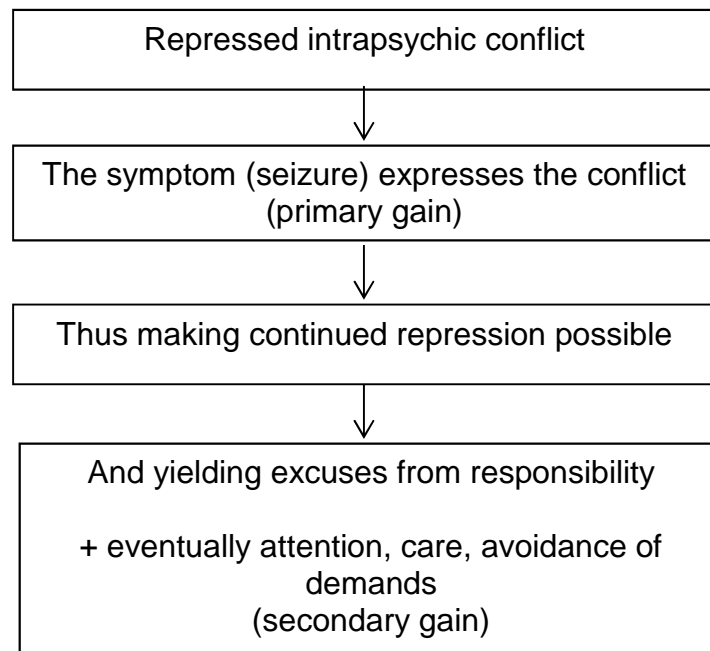 Repressed intrapsychic conflict
The symptom (seizure) expresses the conflict
(primary gain)
Thus making continued repression possible
And yielding excuses from responsibility
+ eventually attention, care, avoidance of
demands
(secondary gain)